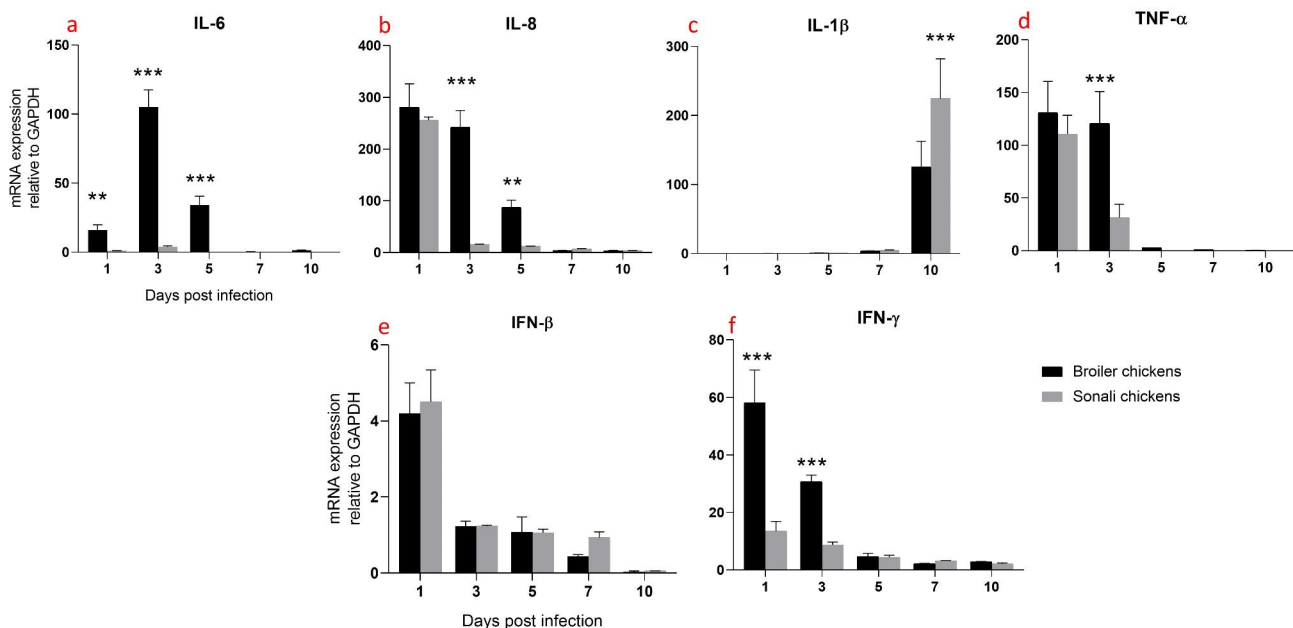 a
IL-6
mRNA expression
relative to GAPDH
150
100
50
0
**
***
***
1 3 5 7 10
Days post infection
b
IL-8
400
300
200
100
0
***
**
1 3 5 7 10
c
IL-1β
300
200
100
0
***
1 3 5 7 10
d
TNF-α
200
150
100
50
0
***
1 3 5 7 10
e
IFN-β
mRNA expression
relative to GAPDH
6
4
2
0
1 3 5 7 10
Days post infection
f
IFN-γ
80
60
40
20
0
***
***
1 3 5 7 10
Broiler chickens
Sonali chickens